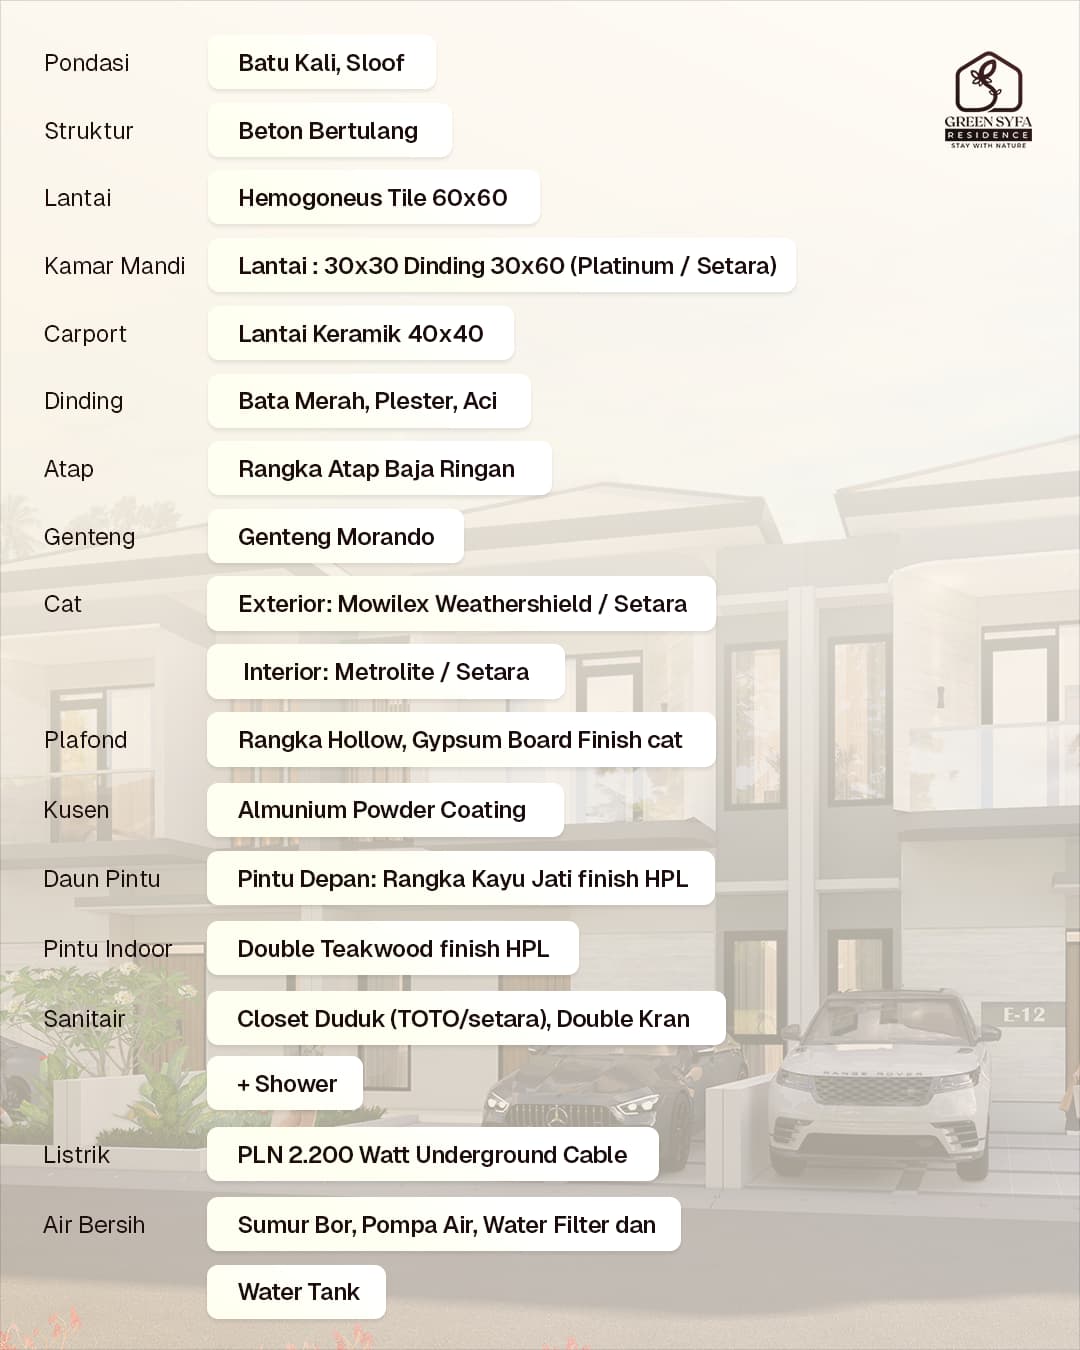 Pondasi Batu Kali, Sloof
GREEN SYFA
RESIDENCE
STAY WITH NATURE
Struktur Beton Bertulang
Lantai Hemogoneus Tile 60x60
Kamar Mandi Lantai : 30x30 Dinding 30x60 (Platinum / Setara)
Carport Lantai Keramik 40x40
Dinding Bata Merah, Plester, Aci
Atap Rangka Atap Baja Ringan
Genteng Genteng Morando
Cat Exterior: Mowilex Weathershield / Setara
Interior: Metrolite / Setara
Plafond Rangka Hollow, Gypsum Board Finish cat
Kusen Almunium Powder Coating
Daun Pintu Pintu Depan: Rangka Kayu Jati finish HPL
Pintu Indoor Double Teakwood finish HPL
Sanitair Closet Duduk (TOTO/setara), Double Kran
E-12
RANGE ROVER
+ Shower
Listrik PLN 2.200 Watt Underground Cable
Air Bersih Sumur Bor, Pompa Air, Water Filter dan
Water Tank